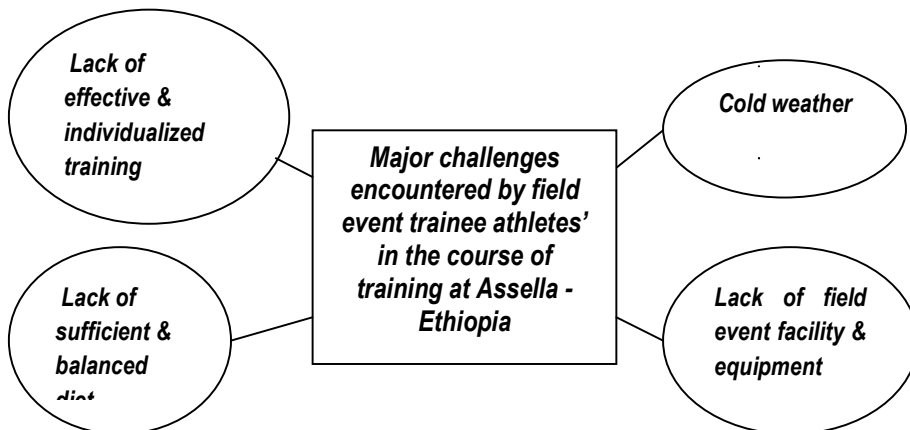 Lack of
effective &
individualized
training
Cold weather
Major challenges
encountered by field
event trainee athletes’
in the course of
training at Assella -
Ethiopia
Lack of
sufficient &
balanced
diet
Lack of field
event facility &
equipment